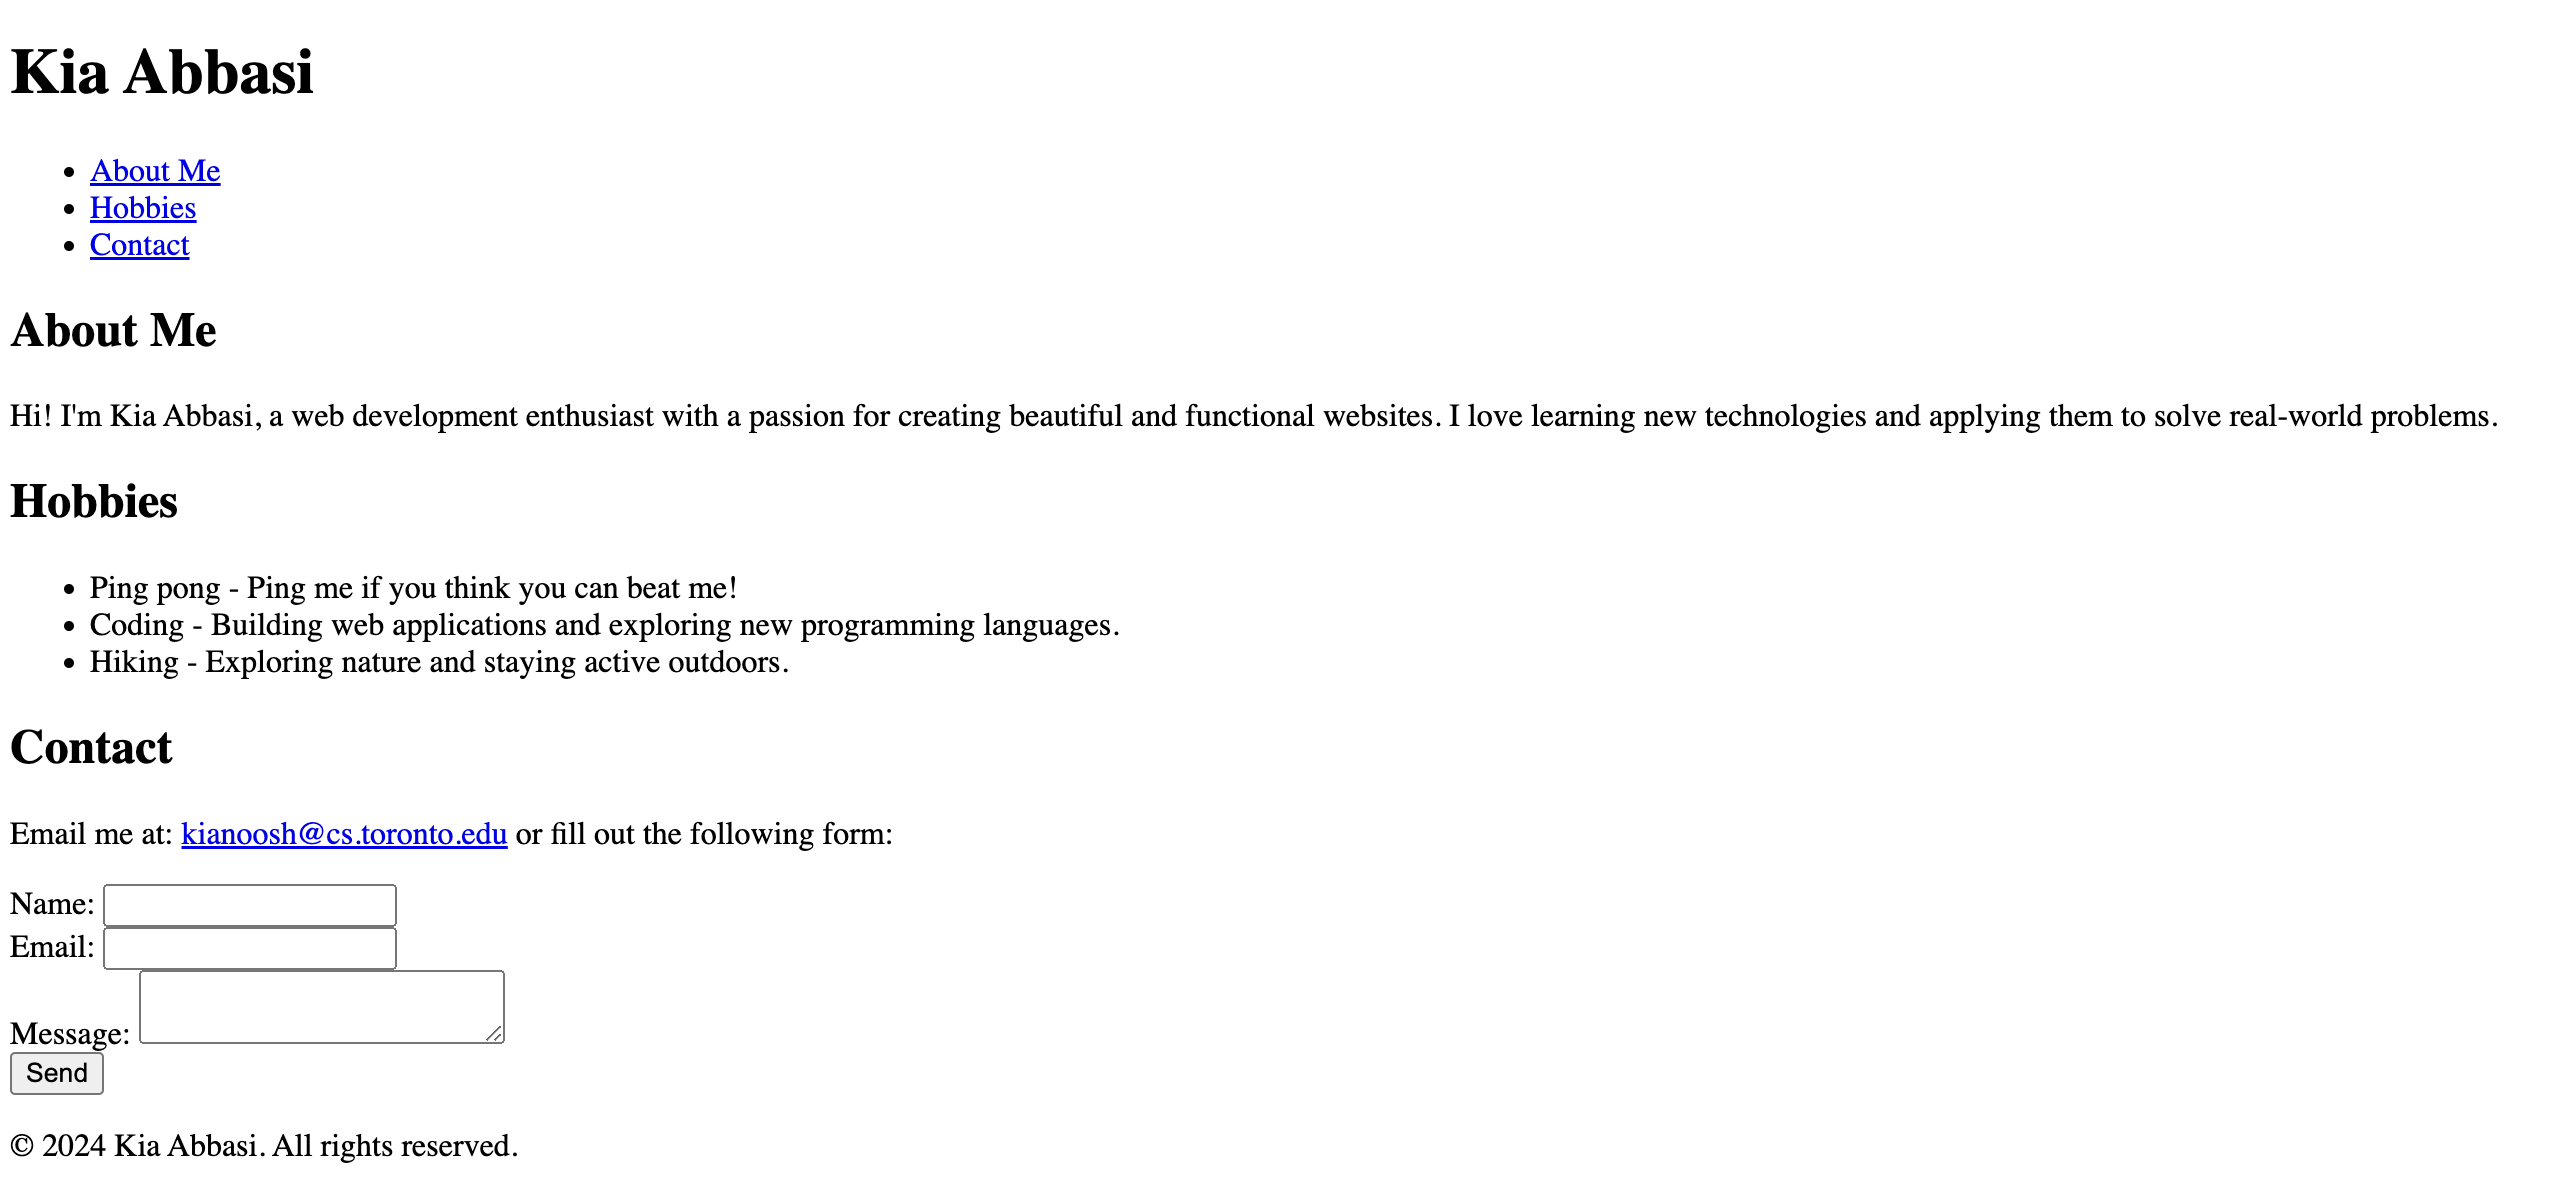 Kia Abbasi
• About Me
• Hobbies
• Contact
About Me
Hi! I'm Kia Abbasi, a web development enthusiast with a passion for creating beautiful and functional websites. I love learning new technologies and applying them to solve real-world problems.
Hobbies
• Ping pong - Ping me if you think you can beat me!
• Coding - Building web applications and exploring new programming languages.
• Hiking - Exploring nature and staying active outdoors.
Contact
Email me at: kianoosh@cs.toronto.edu or fill out the following form:
Name:
Email:
Message:
Send
© 2024 Kia Abbasi. All rights reserved.